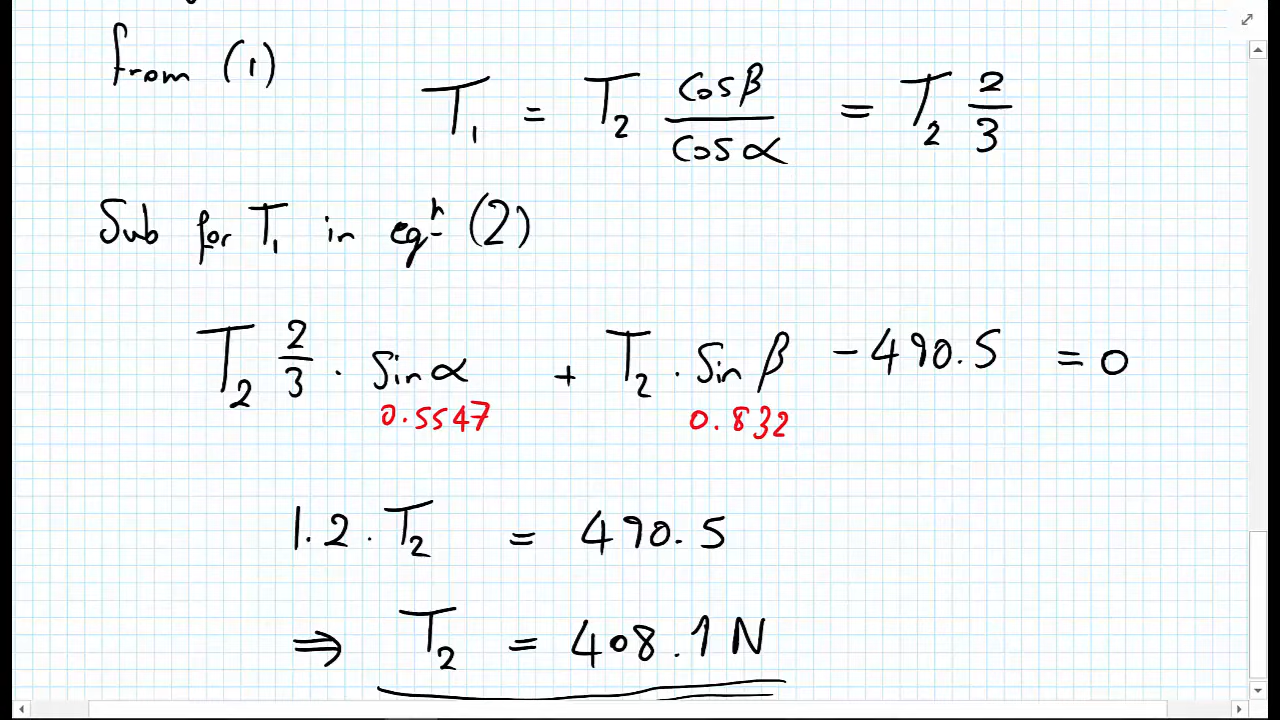 from (1)
T₁ = T₂ cosβ/cosα = T₂ 2/3
Sub for T₁ in eqⁿ (2)
T₂ 2/3 . sinα + T₂ . sinβ - 490.5 = 0
0.5547 0.832
1.2 . T₂ = 490.5
⇒ T₂ = 408.1 N